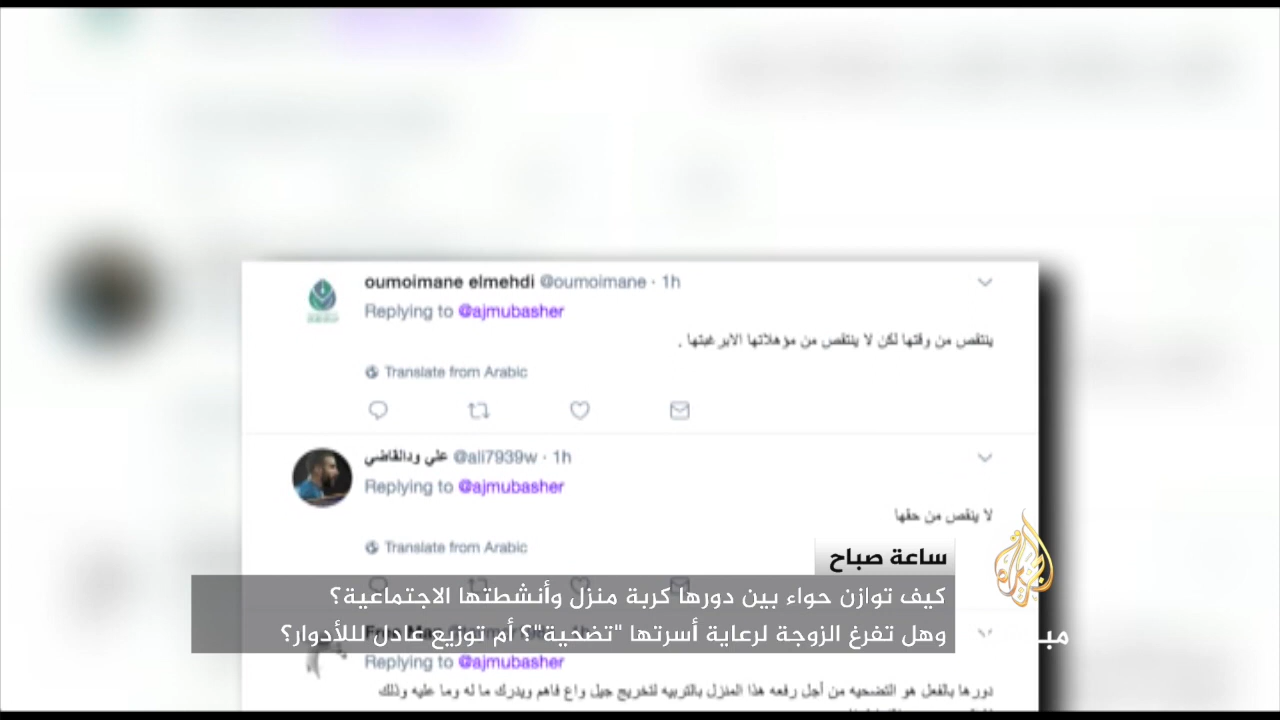 oumoimane elmehdi @oumoimane · 1h
Replying to @ajmubasher
ينتقص من وقتها لكن لا ينتقص من مؤهلاتها الابرغبتها .
Translate from Arabic
علي ودالقاضي @ali7939w · 1h
Replying to @ajmubasher
لا ينقص من حقها
Translate from Arabic
ساعة صباح
كيف توازن حواء بين دورها كربة منزل وأنشطتها الاجتماعية؟
وهل تفرغ الزوجة لرعاية أسرتها "تضحية"؟ أم توزيع عادل لللأدوار؟
Replying to @ajmubasher
دورها بالفعل هو التضحيه من أجل رفعه هذا المنزل بالتربيه لتخريج جيل واع فاهم ويدرك ما له وما عليه وذلك